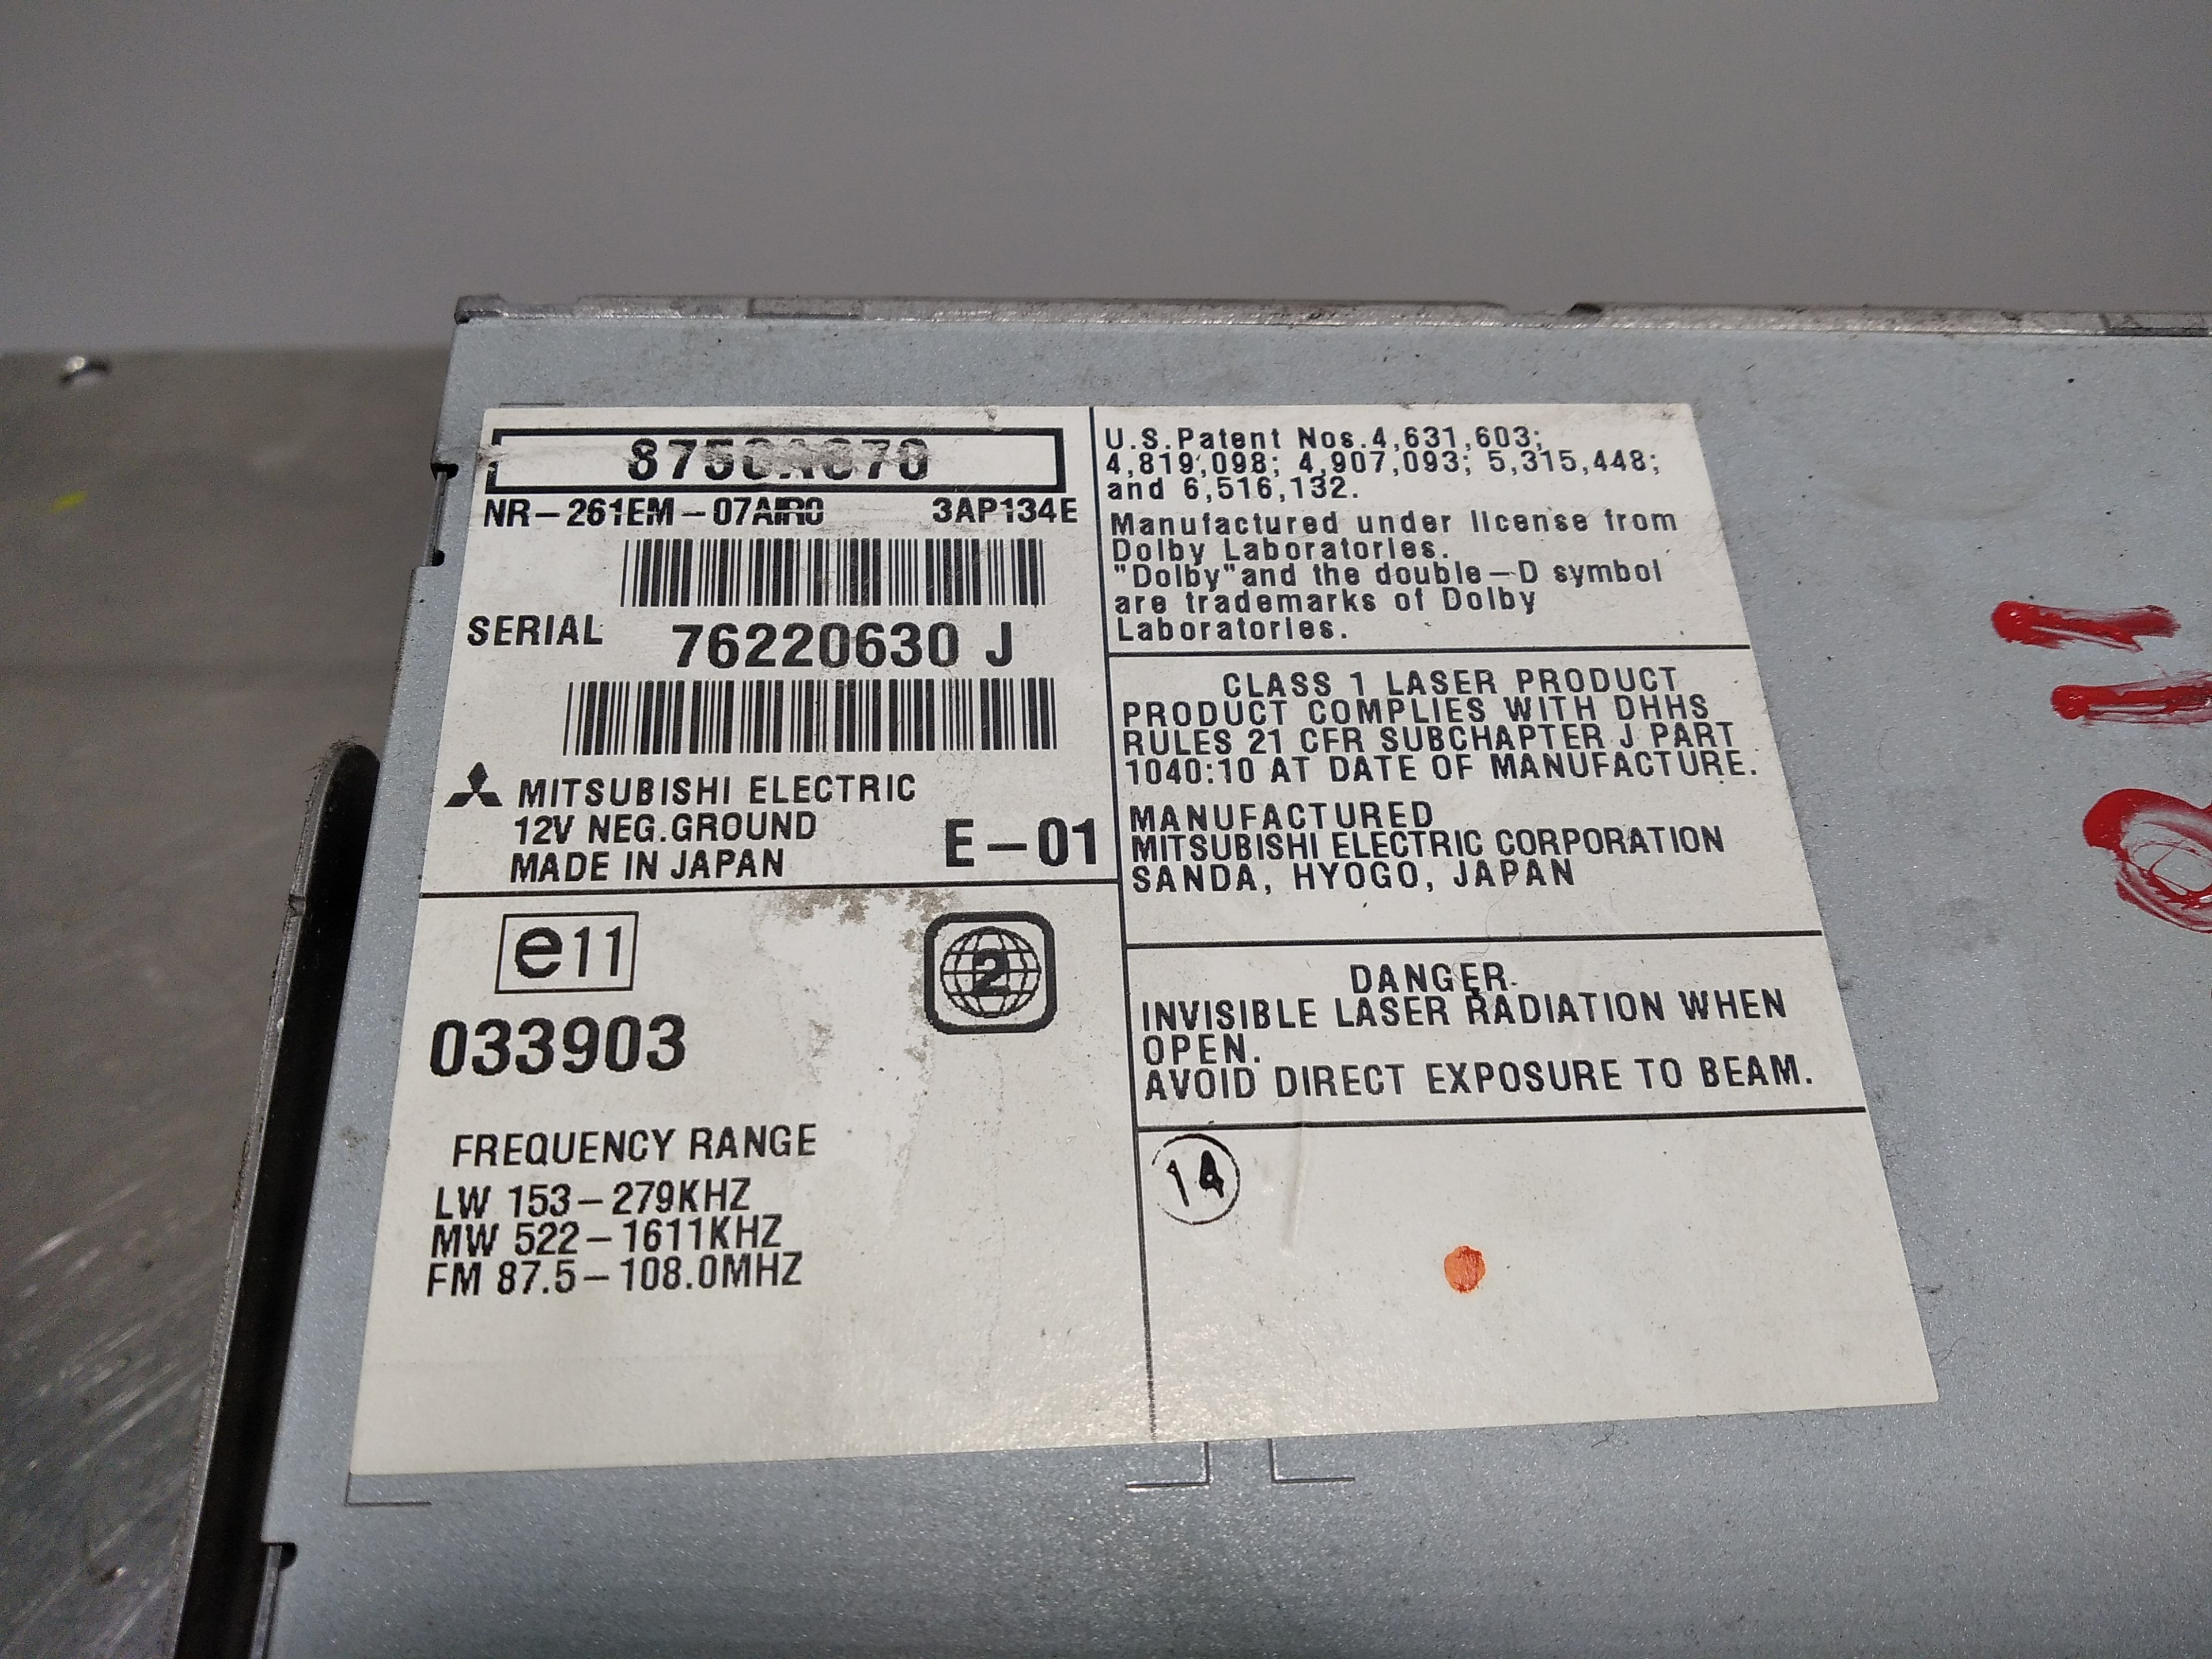 NR-261EM-07
3AP134E
SERIAL
76220630 J
MITSUBISHI ELECTRIC
12V NEG.GROUND
MADE IN JAPAN
E-01
e11
2
033903
FREQUENCY RANGE
LW 153-279KHZ
MW 522-1611KHZ
FM 87.5-108.0MHZ
U.S.Patent Nos.4,631,603;
4,819,098; 4,907,093; 5,315,448;
and 6,516,132.
Manufactured under license from
Dolby Laboratories.
"Dolby"and the double-D symbol
are trademarks of Dolby
Laboratories.
CLASS 1 LASER PRODUCT
PRODUCT COMPLIES WITH DHHS
RULES 21 CFR SUBCHAPTER J PART
1040:10 AT DATE OF MANUFACTURE.
MANUFACTURED
MITSUBISHI ELECTRIC CORPORATION
SANDA, HYOGO, JAPAN
DANGER.
INVISIBLE LASER RADIATION WHEN
OPEN.
AVOID DIRECT EXPOSURE TO BEAM.
14